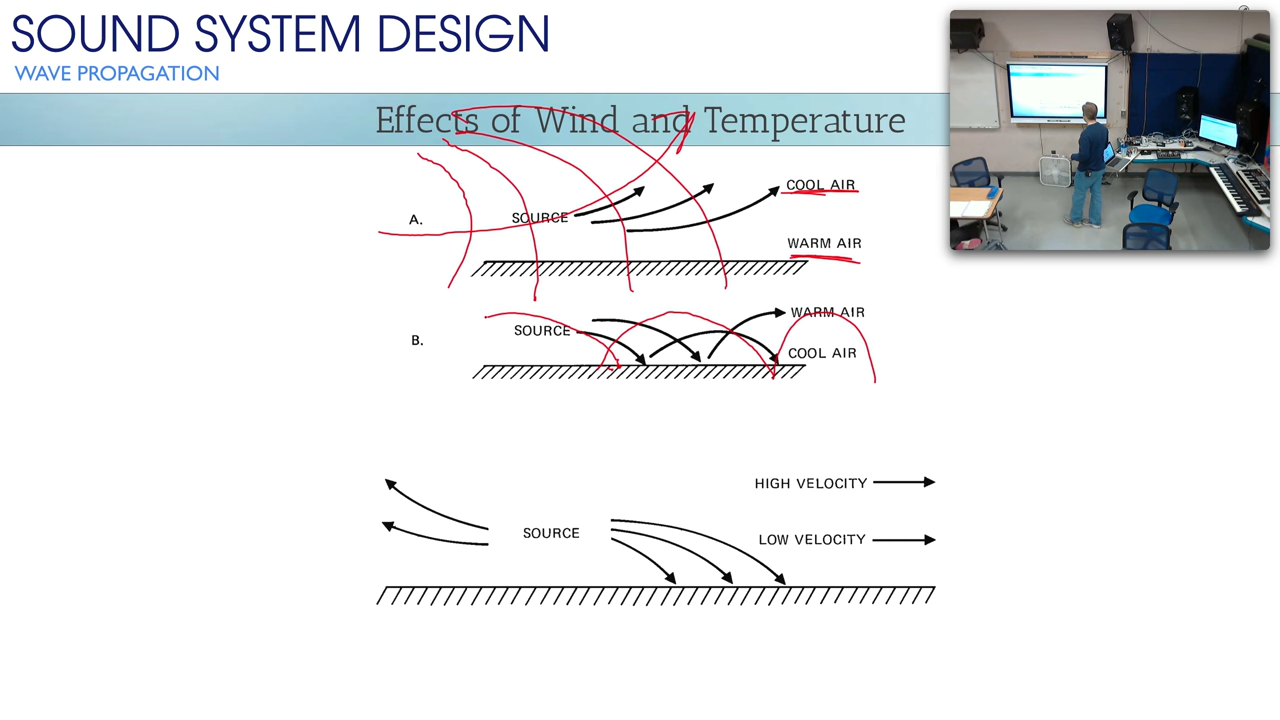 SOUND SYSTEM DESIGN
WAVE PROPAGATION
Effects of Wind and Temperature
COOL AIR
A.
SOURCE
WARM AIR
WARM AIR
B.
SOURCE
COOL AIR
HIGH VELOCITY
SOURCE
LOW VELOCITY